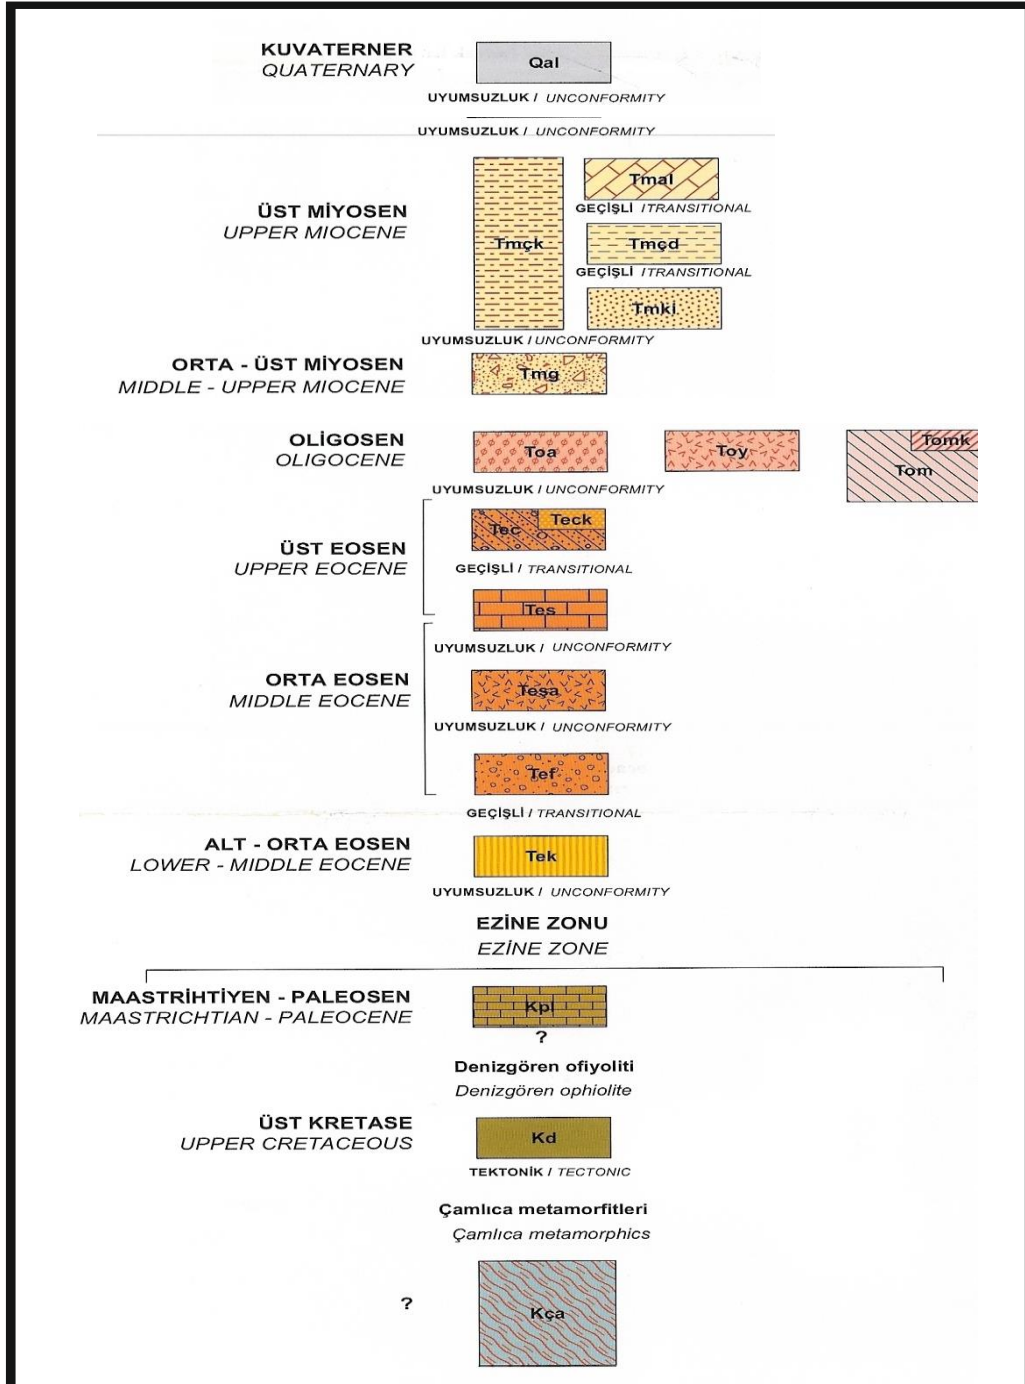 KUVATERNER
QUATERNARY
Qal
UYUMSUZLUK / UNCONFORMITY
UYUMSUZLUK / UNCONFORMITY
ÜST MİYOSEN
UPPER MIOCENE
Tmçk
Tmal
GEÇİŞLİ / TRANSITIONAL
Tmçd
GEÇİŞLİ / TRANSITIONAL
Tmki
UYUMSUZLUK / UNCONFORMITY
ORTA - ÜST MİYOSEN
MIDDLE - UPPER MIOCENE
Tmg
OLİGOSEN
OLIGOCENE
Toa
Toy
Tomk
Tom
UYUMSUZLUK / UNCONFORMITY
ÜST EOSEN
UPPER EOCENE
Tec
Teck
GEÇİŞLİ / TRANSITIONAL
Tes
UYUMSUZLUK / UNCONFORMITY
ORTA EOSEN
MIDDLE EOCENE
Teşa
UYUMSUZLUK / UNCONFORMITY
Tef
GEÇİŞLİ / TRANSITIONAL
ALT - ORTA EOSEN
LOWER - MIDDLE EOCENE
Tek
UYUMSUZLUK / UNCONFORMITY
EZİNE ZONU
EZİNE ZONE
MAASTRİHTİYEN - PALEOSEN
MAASTRICHTIAN - PALEOCENE
Kpl
?
Denizgören ofiyoliti
Denizgören ophiolite
ÜST KRETASE
UPPER CRETACEOUS
Kd
TEKTONİK / TECTONIC
Çamlıca metamorfitleri
Çamlıca metamorphics
?
Kça